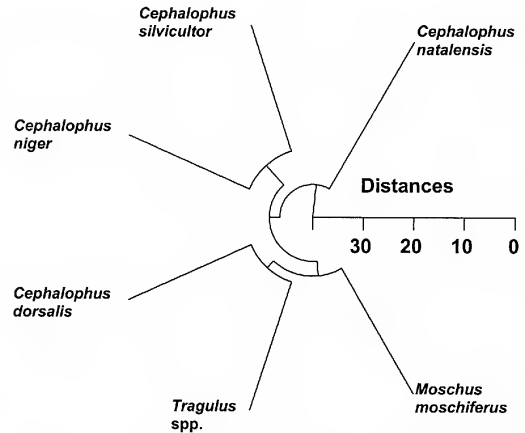 Cephalophus
silvicultor
Cephalophus
natalensis
Cephalophus
niger
Distances
30 20 10 0
Cephalophus
dorsalis
Tragulus
spp.
Moschus
moschiferus